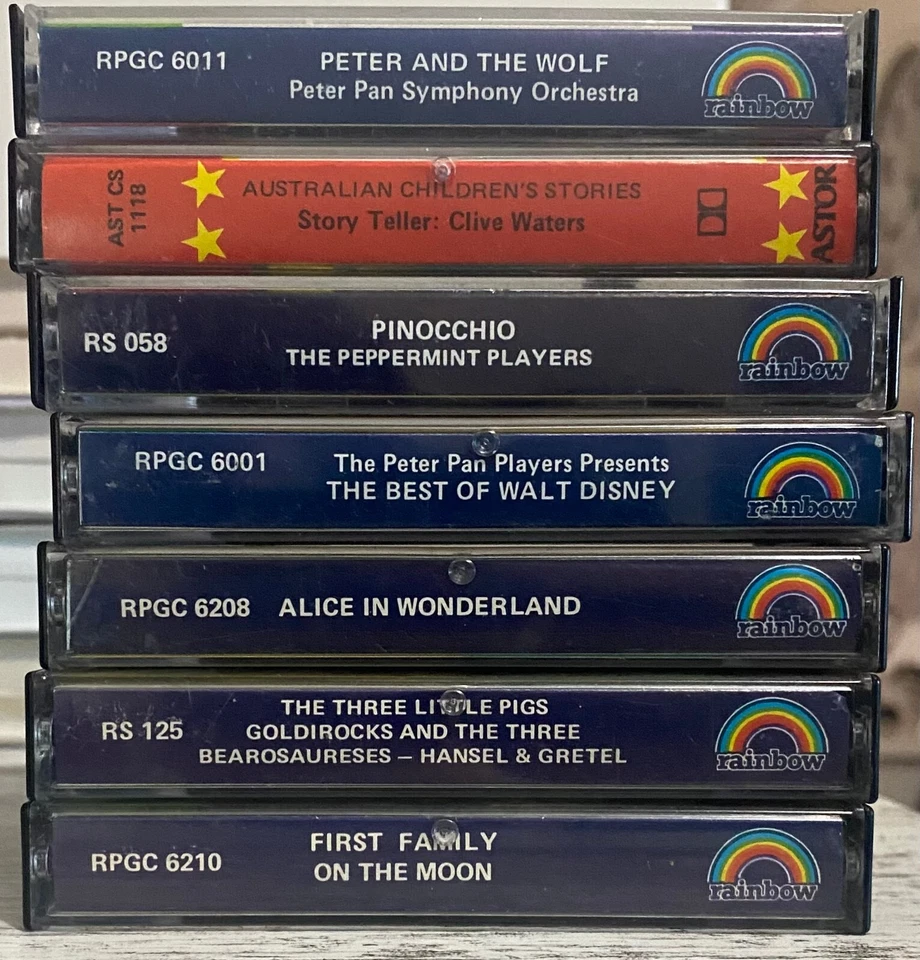 RPGC 6011
PETER AND THE WOLF
Peter Pan Symphony Orchestra
rainbow
AST CS
1118
AUSTRALIAN CHILDREN'S STORIES
Story Teller: Clive Waters
ASTOR
RS 058
PINOCCHIO
THE PEPPERMINT PLAYERS
rainbow
RPGC 6001
The Peter Pan Players Presents
THE BEST OF WALT DISNEY
rainbow
RPGC 6208
ALICE IN WONDERLAND
rainbow
RS 125
THE THREE LITTLE PIGS
GOLDIROCKS AND THE THREE
BEAROSAURESES – HANSEL & GRETEL
rainbow
RPGC 6210
FIRST FAMILY
ON THE MOON
rainbow